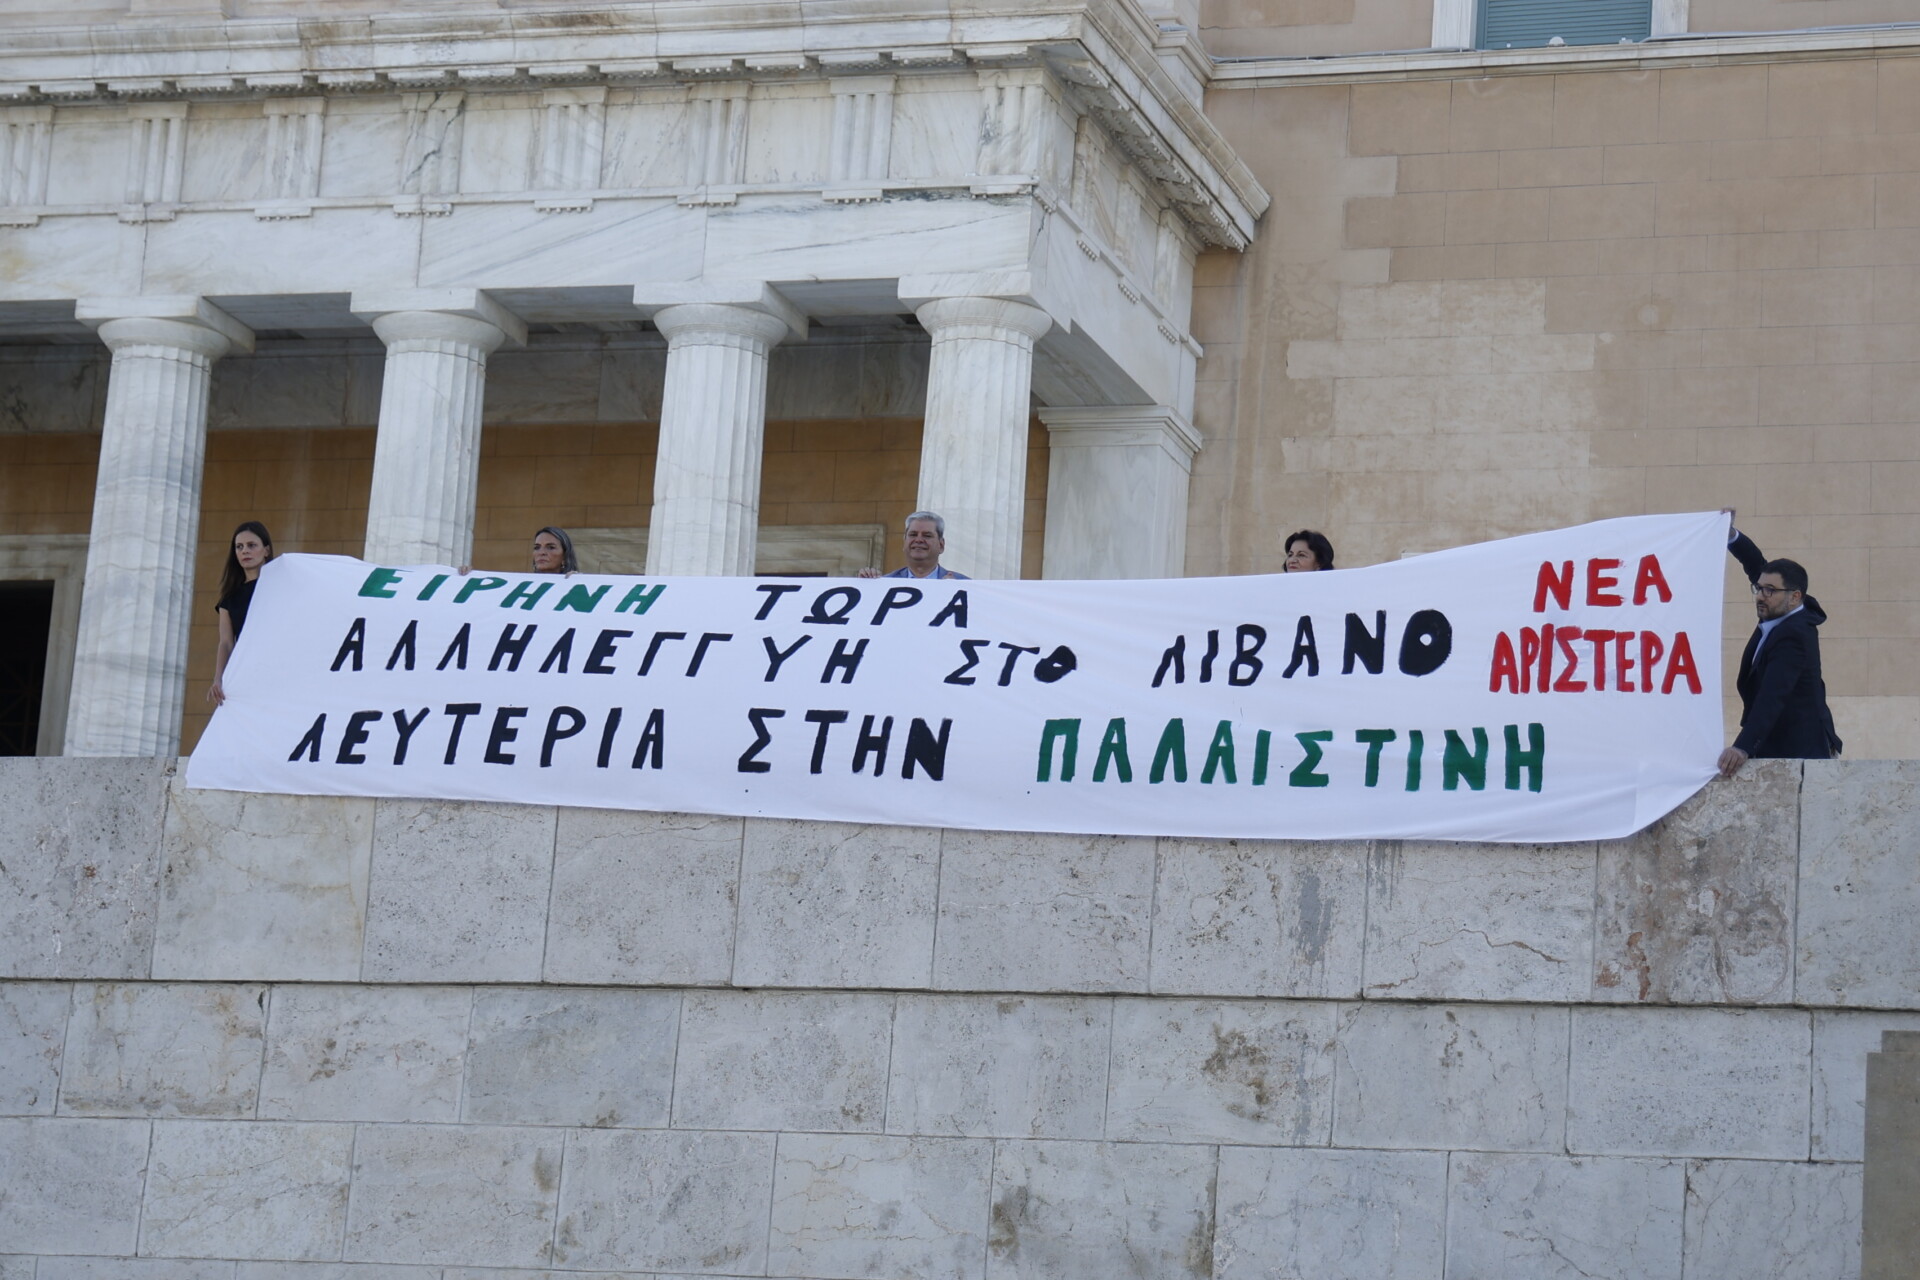 ΕΙΡΗΝΗ ΤΩΡΑ
ΑΛΛΗΛΕΓΓΥΗ ΣΤΟ ΛΙΒΑΝΟ
ΛΕΥΤΕΡΙΑ ΣΤΗΝ ΠΑΛΑΙΣΤΙΝΗ
ΝΕΑ
ΑΡΙΣΤΕΡΑ